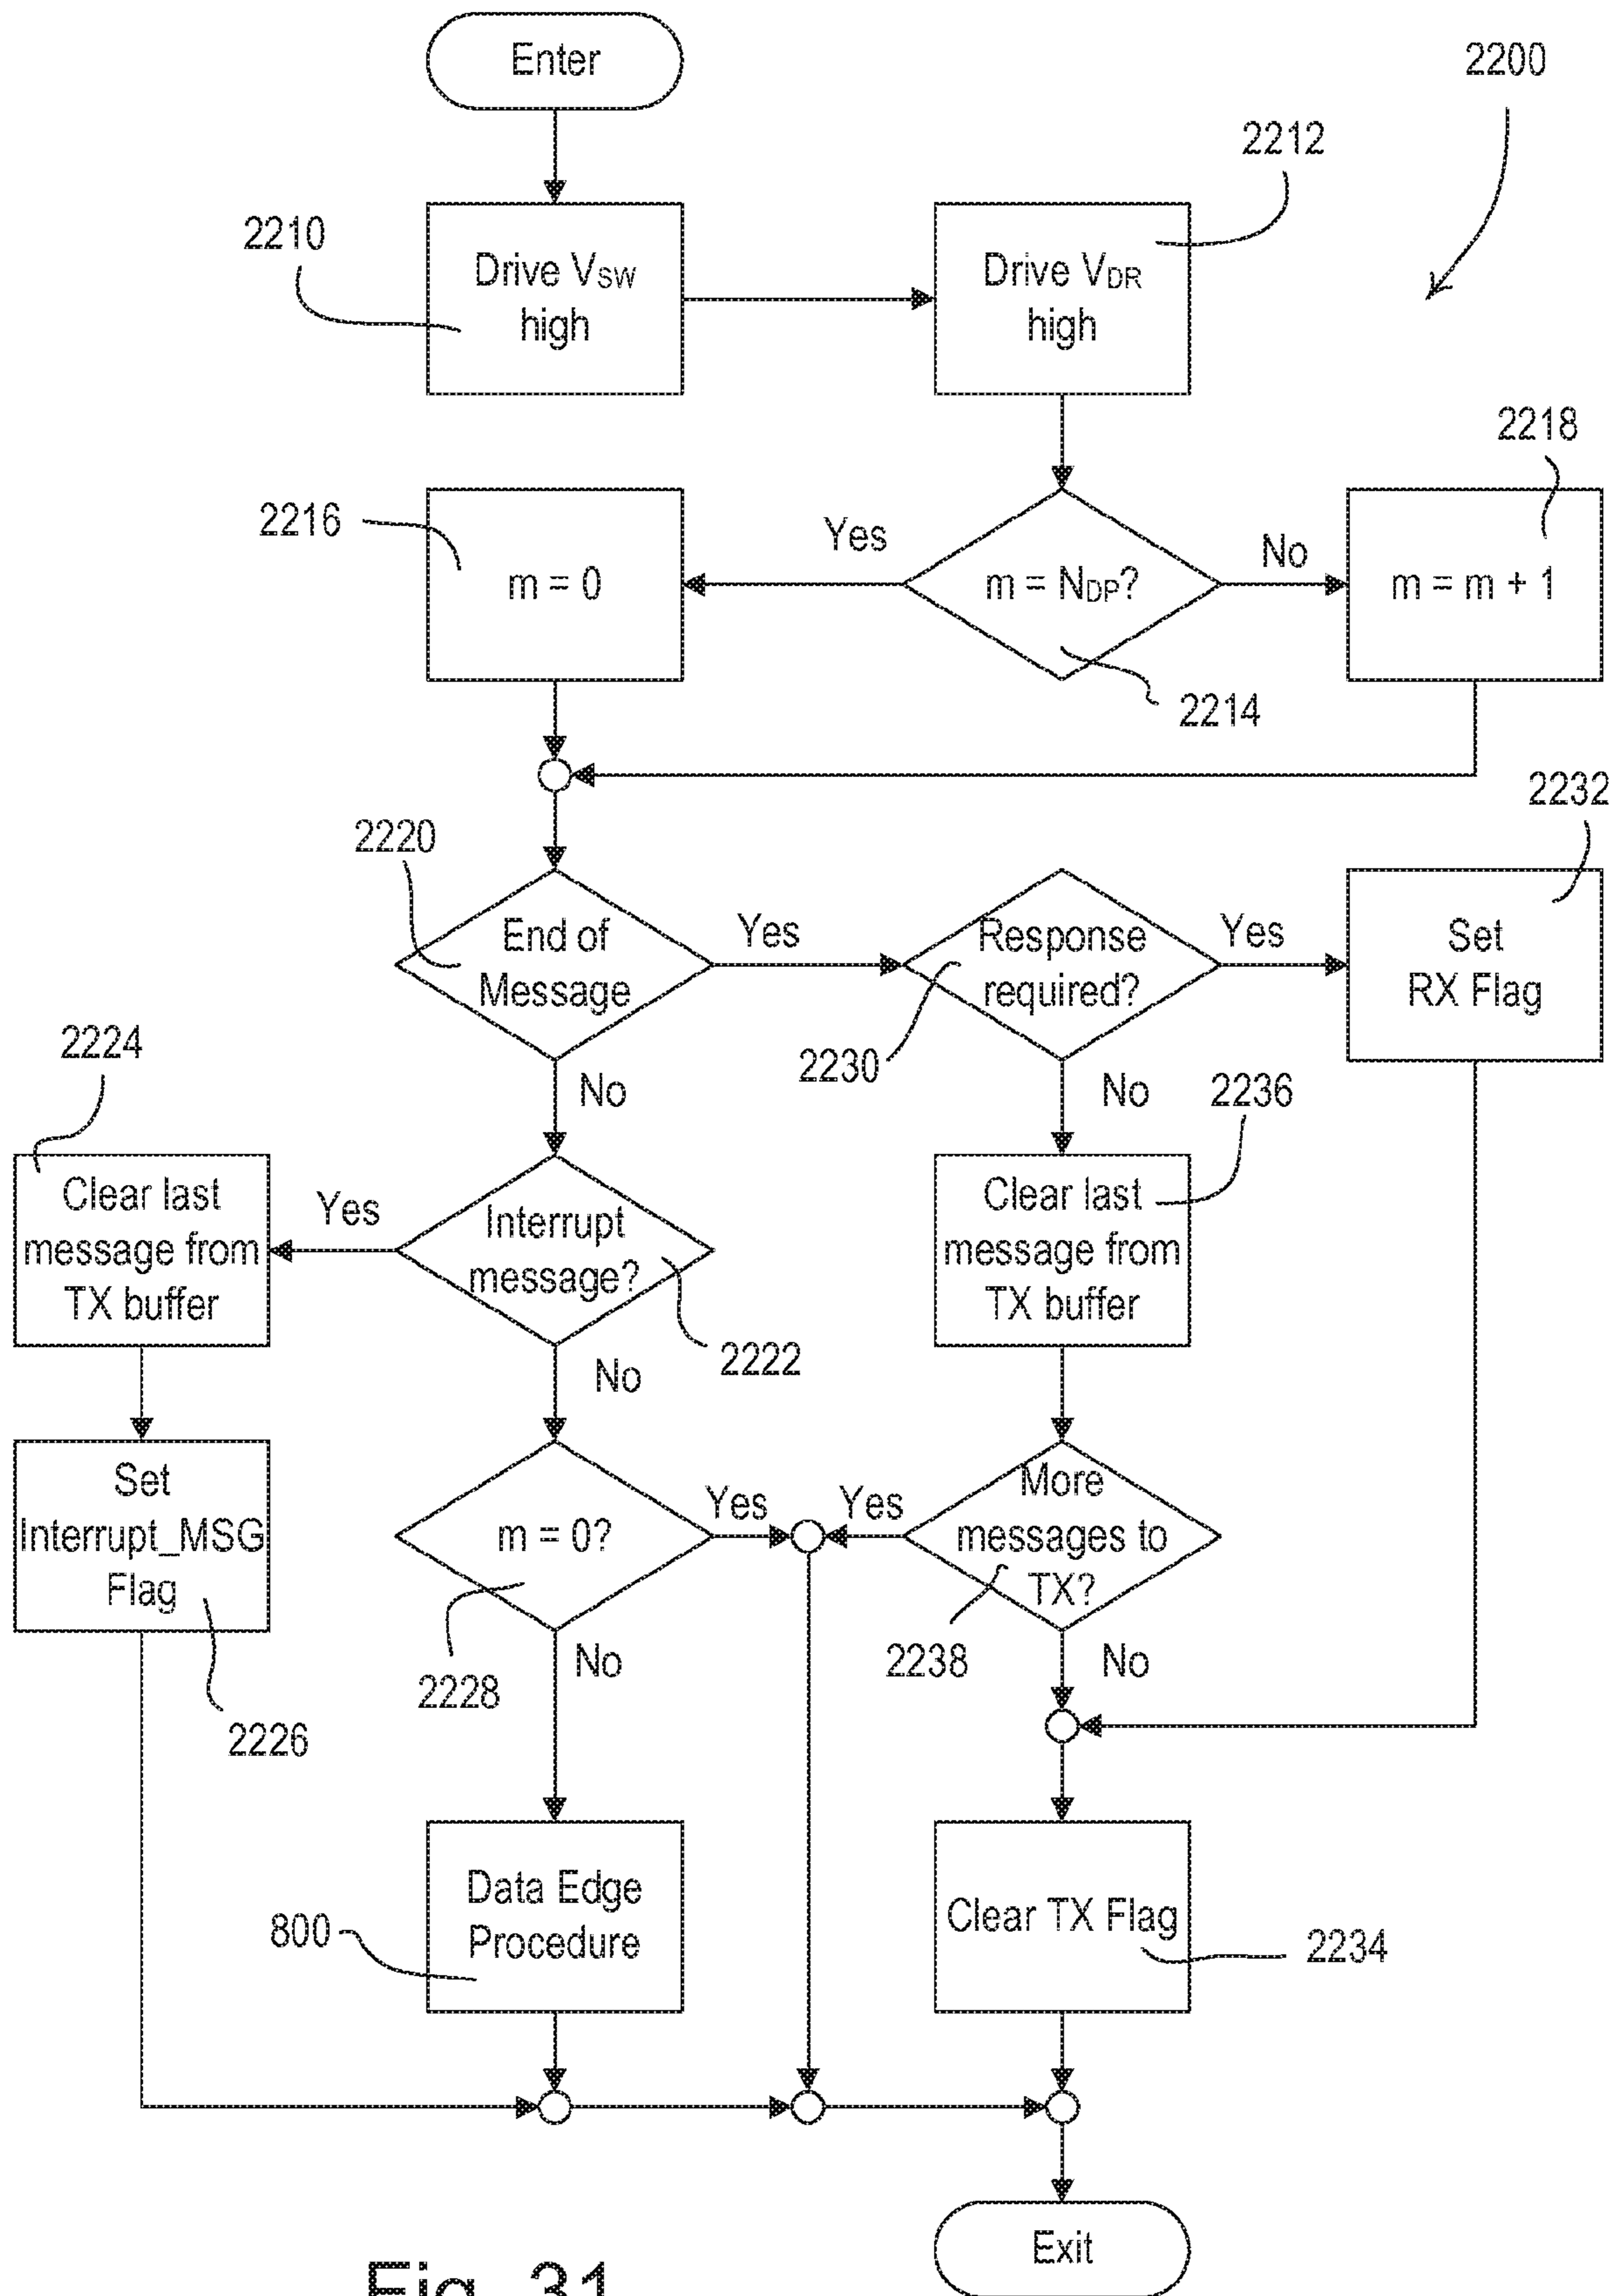 Enter
2200
2212
2210
Drive VSW
high
Drive VDR
high
2218
2216
m = 0
Yes
m = NDP?
No
m = m + 1
2214
2232
2220
End of
Message
Yes
Response
required?
Yes
Set
RX Flag
2224
2230
No
No
2236
Clear last
message from
TX buffer
Yes
Interrupt
message?
Clear last
message from
TX buffer
2222
No
Set
Interrupt_MSG
Flag
m = 0?
Yes
Yes
More
messages to
TX?
2228
No
2238
No
2226
800
Data Edge
Procedure
Clear TX Flag
2234
Exit
Fig. 31